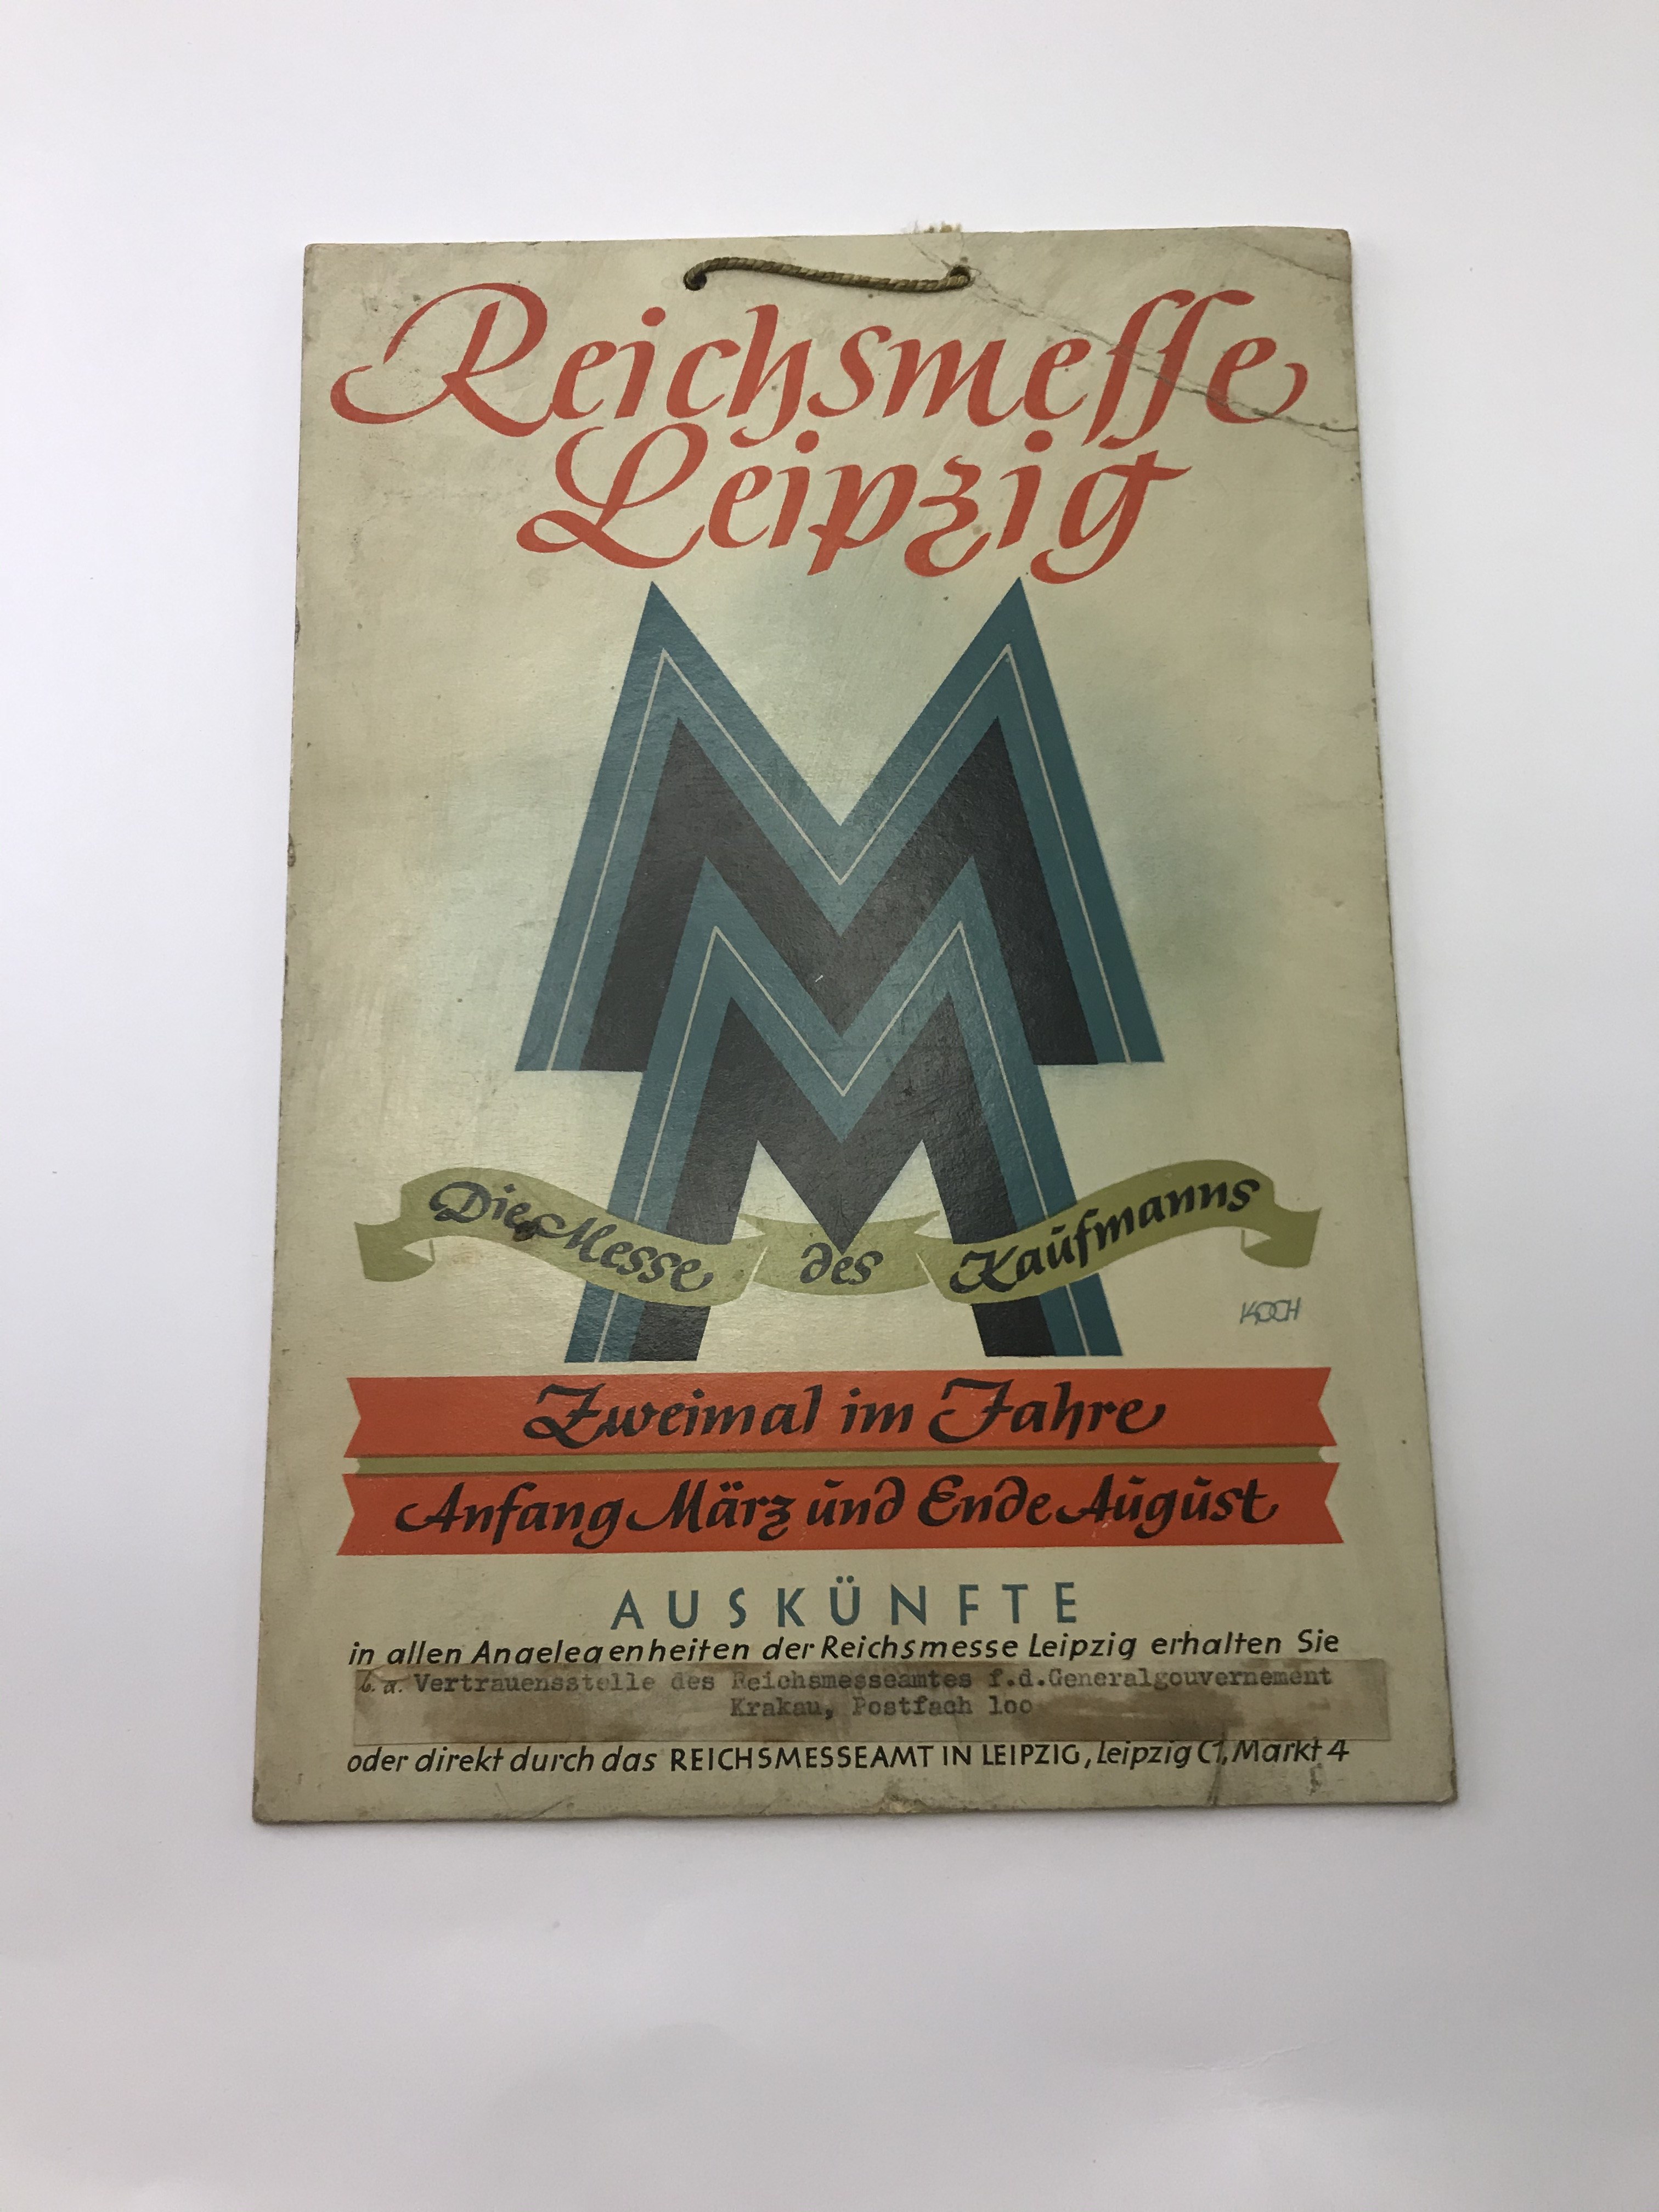 Reichsmesse
Leipzig
MM
Die Messe des Kaufmanns
KOCH
Zweimal im Jahre
Anfang März und Ende August
AUSKÜNFTE
in allen Angelegenheiten der Reichsmesse Leipzig erhalten Sie
b. d. Vertrauensstelle des Reichsmesseamtes f.d.Generalgouvernement
Krakau, Postfach 100
oder direkt durch das REICHSMESSEAMT IN LEIPZIG, Leipzig C1, Markt 4